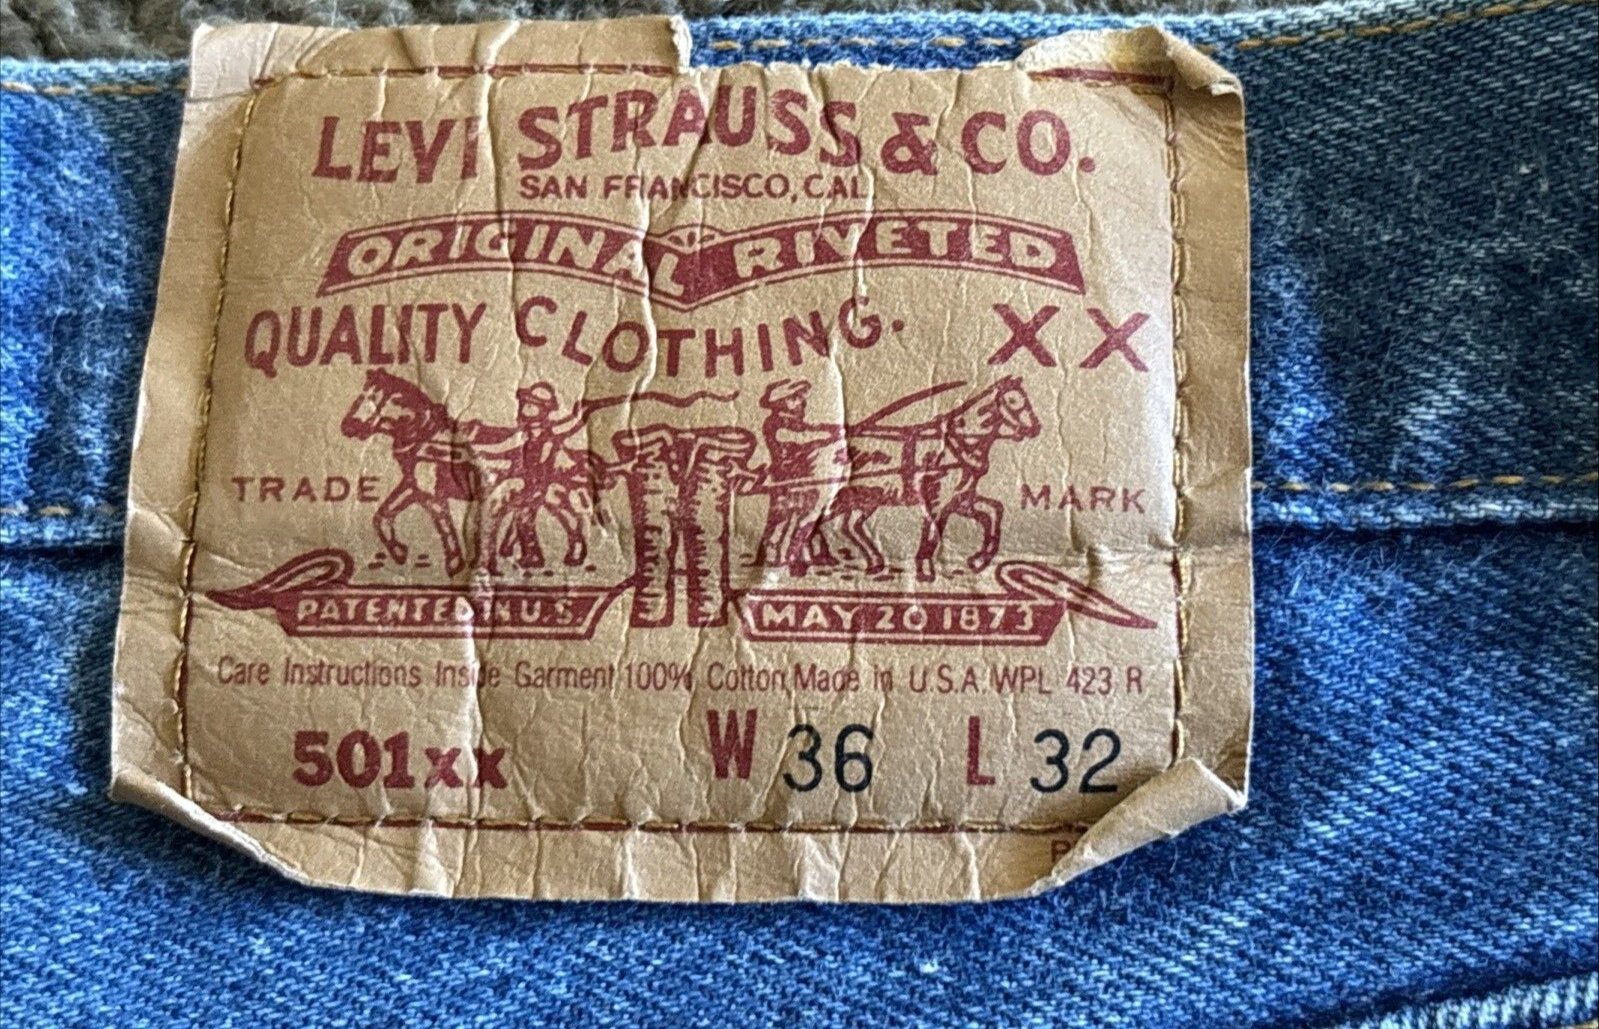 LEVI STRAUSS & CO.
SAN FRANCISCO, CAL
ORIGINAL RIVETED
QUALITY CLOTHING. XX
TRADE MARK
PATENTED IN U.S. MAY 20 1873
Care Instructions Inside Garment 100% Cotton Made in U.S.A. WPL 423 R
501xx W 36 L 32